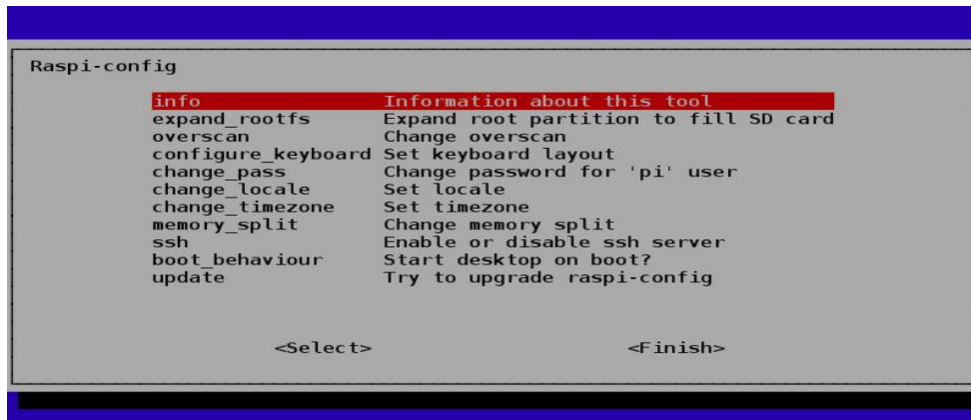 Raspi-config
info Information about this tool
expand_rootfs Expand root partition to fill SD card
overscan Change overscan
configure_keyboard Set keyboard layout
change_pass Change password for 'pi' user
change_locale Set locale
change_timezone Set timezone
memory_split Change memory split
ssh Enable or disable ssh server
boot_behaviour Start desktop on boot?
update Try to upgrade raspi-config
<Select> <Finish>